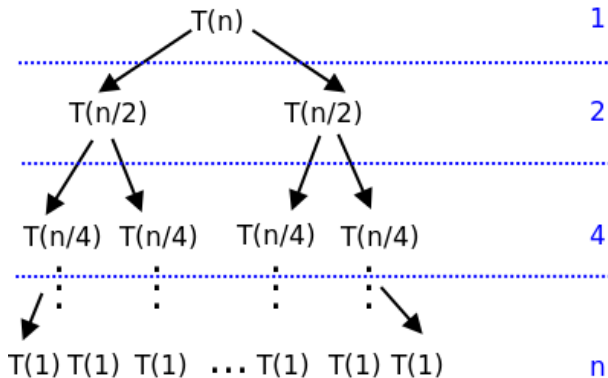 T(n) 1
T(n/2) T(n/2) 2
T(n/4) T(n/4) T(n/4) T(n/4) 4
T(1) T(1) T(1) ... T(1) T(1) T(1) n